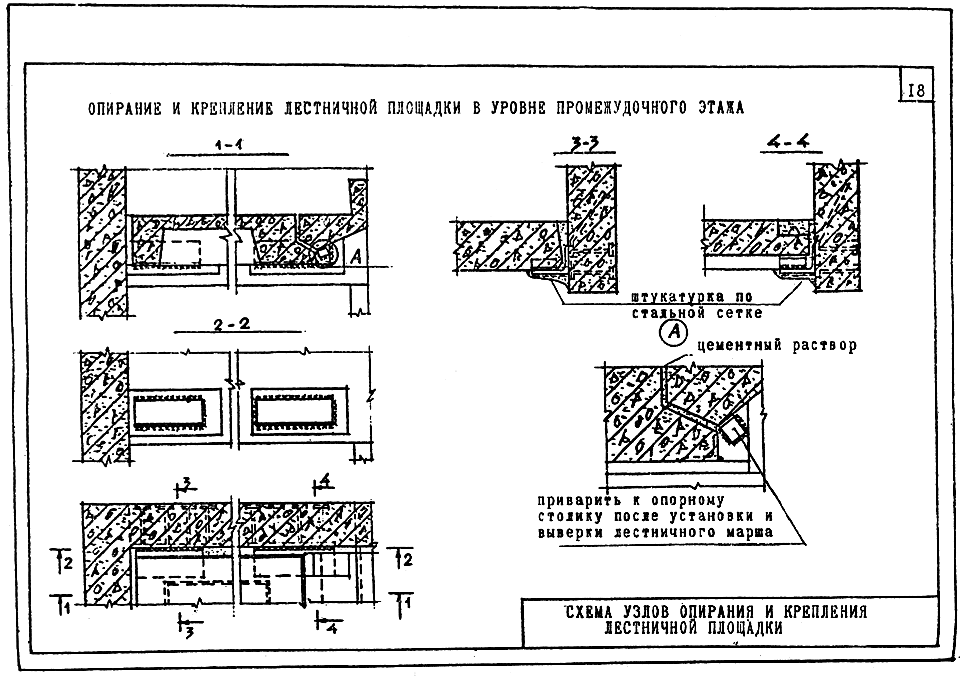 18
ОПИРАНИЕ И КРЕПЛЕНИЕ ЛЕСТНИЧНОЙ ПЛОЩАДКИ В УРОВНЕ ПРОМЕЖУДОЧНОГО ЭТАЖА
1-1
3-3
4-4
А
штукатурка по
стальной сетке
2-2
А
цементный раствор
3
4
приварить к опорному
столику после установки и
выверки лестничного марша
2
2
1
1
3
4
СХЕМА УЗЛОВ ОПИРАНИЯ И КРЕПЛЕНИЯ
ЛЕСТНИЧНОЙ ПЛОЩАДКИ